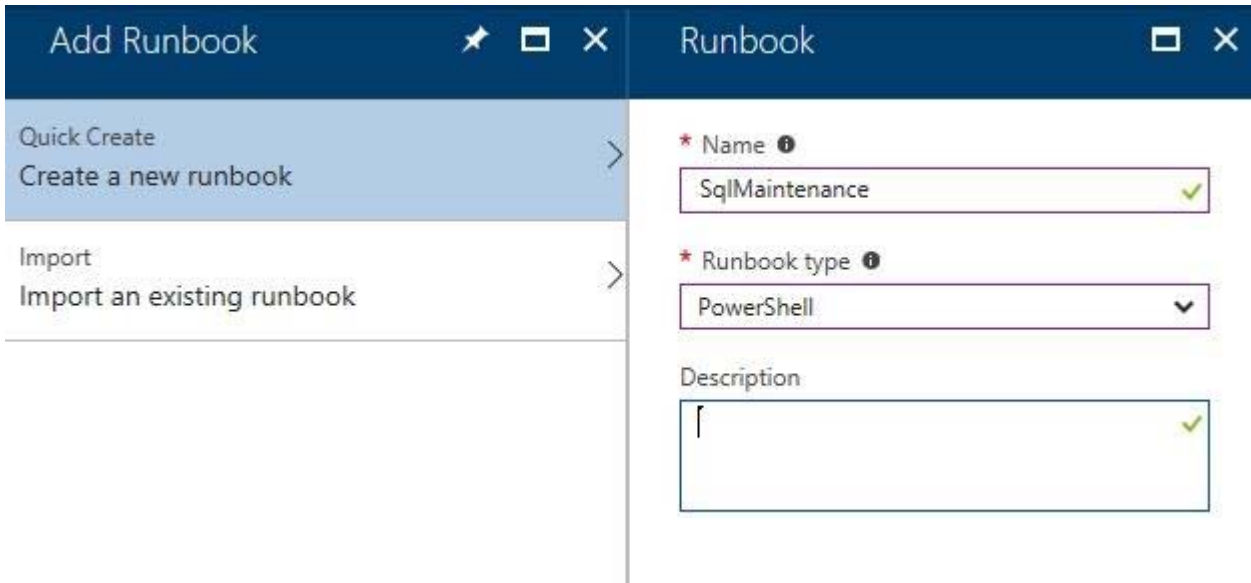 Add Runbook
Quick Create
Create a new runbook
Import
Import an existing runbook
Runbook
* Name
SqlMaintenance
* Runbook type
PowerShell
Description